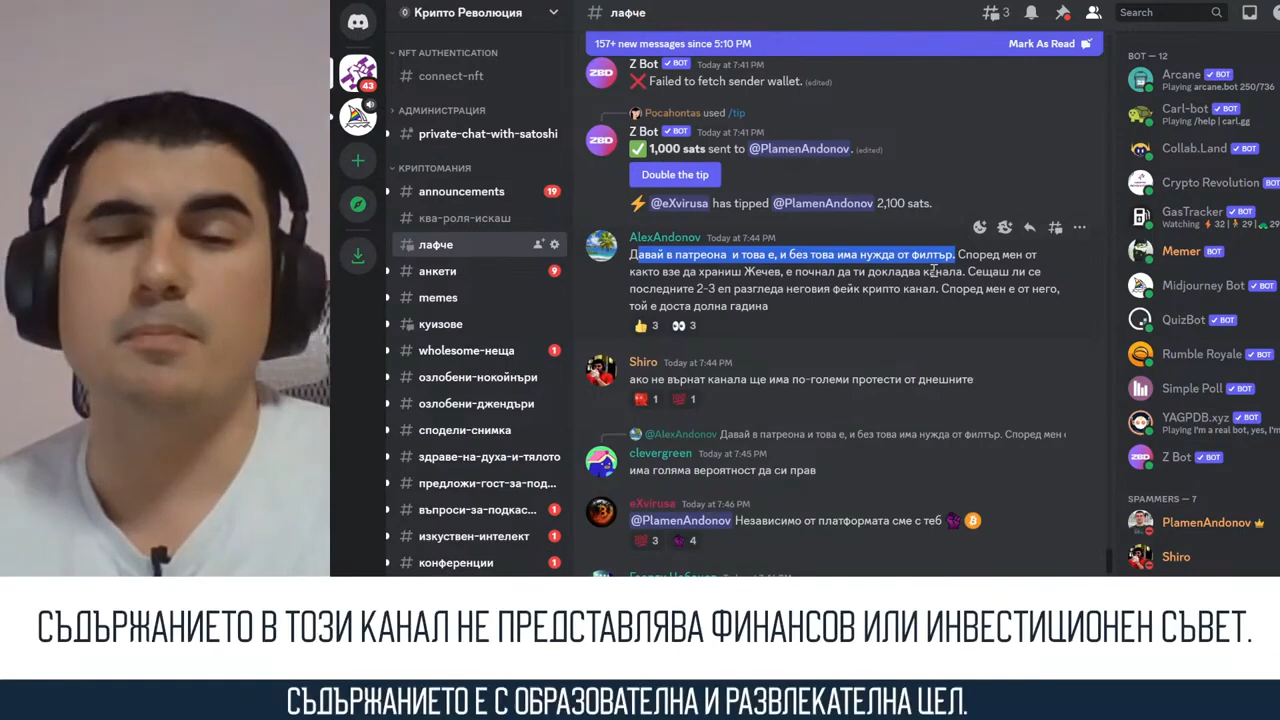 Крипто Революция
NFT AUTHENTICATION
connect-nft
АДМИНИСТРАЦИЯ
private-chat-with-satoshi
КРИПТОМАНИЯ
announcements 19
ква-роля-искаш
лафче
анкети 9
memes
куизове
wholesome-неща 1
озлобени-нокойнъри
озлобени-джендъри
сподели-снимка
здраве-на-духа-и-тялото
предложи-гост-за-под...
въпроси-за-подкас... 1
изкуствен-интелект 1
конференции 1
43
# лафче
3
Search
157+ new messages since 5:10 PM Mark As Read
ZBD Z Bot BOT Today at 7:41 PM
Failed to fetch sender wallet. (edited)
Pocahontas used /tip
ZBD Z Bot BOT Today at 7:41 PM
1,000 sats sent to @PlamenAndonov. (edited)
Double the tip
@eXvirusa has tipped @PlamenAndonov 2,100 sats.
AlexAndonov Today at 7:44 PM
Давай в патреона и това е, и без това има нужда от филтър. Според мен от
както взе да храниш Жечев, е почнал да ти докладва канала. Сещаш ли се
последните 2-3 еп разгледа неговия фейк крипто канал. Според мен е от него,
той е доста долна гадина
3 3
Shiro Today at 7:44 PM
ако не върнат канала ще има по-големи протести от днешните
1 1
@AlexAndonov Давай в патреона и това е, и без това има нужда от филтър. Според мен
clevergreen Today at 7:45 PM
има голяма вероятност да си прав
eXvirusa Today at 7:46 PM
@PlamenAndonov Независимо от платформата сме с теб
3 4
BOT — 12
Arcane BOT
Playing arcane.bot 250/736
Carl-bot BOT
Playing /help | carl.gg
Collab.Land BOT
Crypto Revolution BOT
GasTracker BOT
Watching 32 | 29 |
Memer BOT
Midjourney Bot BOT
QuizBot BOT
Rumble Royale BOT
Simple Poll BOT
YAGPDB.xyz BOT
Playing I'm a real bot, yes, I'm
ZBD Z Bot BOT
SPAMMERS — 7
PlamenAndonov
Shiro
СЪДЪРЖАНИЕТО В ТОЗИ КАНАЛ НЕ ПРЕДСТАВЛЯВА ФИНАНСОВ ИЛИ ИНВЕСТИЦИОНЕН СЪВЕТ.
СЪДЪРЖАНИЕТО Е С ОБРАЗОВАТЕЛНА И РАЗВЛЕКАТЕЛНА ЦЕЛ.